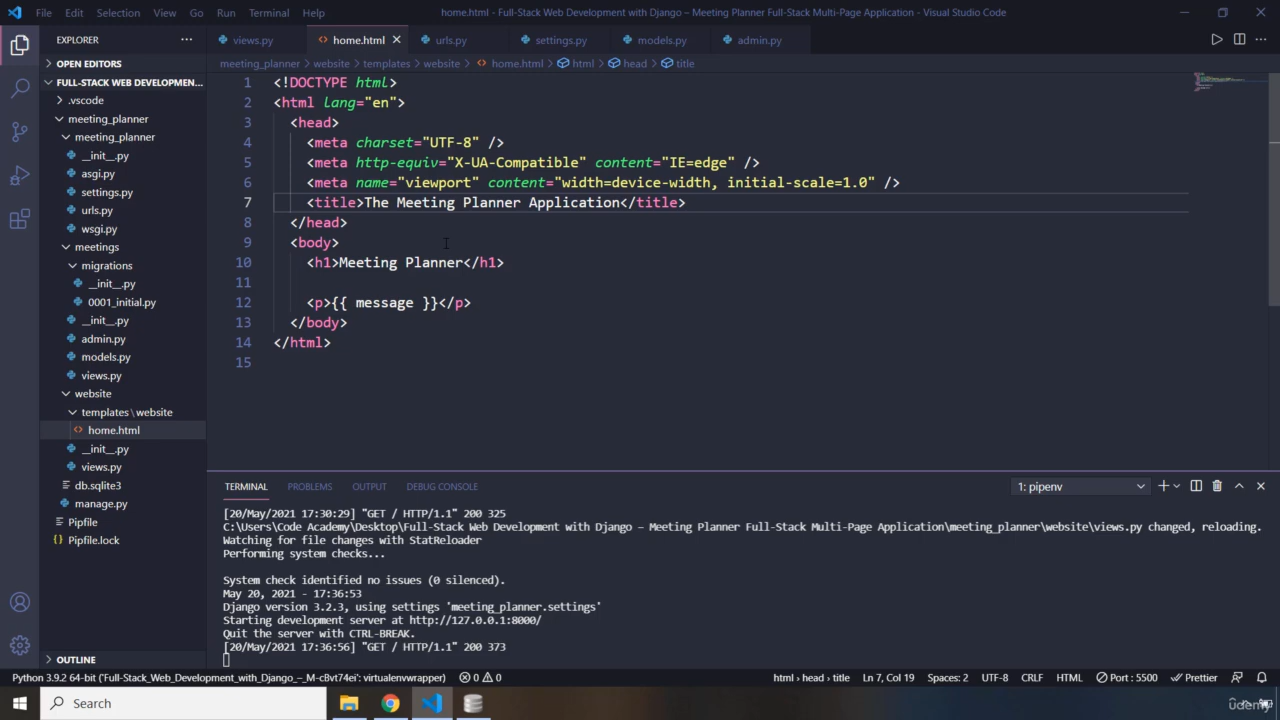 File Edit Selection View Go Run Terminal Help
home.html - Full-Stack Web Development with Django – Meeting Planner Full-Stack Multi-Page Application - Visual Studio Code
EXPLORER
views.py
home.html
urls.py
settings.py
models.py
admin.py
OPEN EDITORS
FULL-STACK WEB DEVELOPMEN...
.vscode
meeting_planner
meeting_planner
__init__.py
asgi.py
settings.py
urls.py
wsgi.py
meetings
migrations
__init__.py
0001_initial.py
__init__.py
admin.py
models.py
views.py
website
templates\website
home.html
__init__.py
views.py
db.sqlite3
manage.py
Pipfile
Pipfile.lock
OUTLINE
meeting_planner > website > templates > website > home.html > html > head > title
1 <!DOCTYPE html>
2 <html lang="en">
3 <head>
4 <meta charset="UTF-8" />
5 <meta http-equiv="X-UA-Compatible" content="IE=edge" />
6 <meta name="viewport" content="width=device-width, initial-scale=1.0" />
7 <title>The Meeting Planner Application</title>
8 </head>
9 <body>
10 <h1>Meeting Planner</h1>
11
12 <p>{{ message }}</p>
13 </body>
14 </html>
15
TERMINAL PROBLEMS OUTPUT DEBUG CONSOLE
1: pipenv
[20/May/2021 17:30:29] "GET / HTTP/1.1" 200 325
C:\Users\Code Academy\Desktop\Full-Stack Web Development with Django – Meeting Planner Full-Stack Multi-Page Application\meeting_planner\website\views.py changed, reloading.
Watching for file changes with StatReloader
Performing system checks...
System check identified no issues (0 silenced).
May 20, 2021 - 17:36:53
Django version 3.2.3, using settings 'meeting_planner.settings'
Starting development server at http://127.0.0.1:8000/
Quit the server with CTRL-BREAK.
[20/May/2021 17:36:56] "GET / HTTP/1.1" 200 373
Python 3.9.2 64-bit ('Full-Stack_Web_Development_with_Django_–_M-cBvt74ei': virtualenvwrapper) 0 0
html > head > title Ln 7, Col 19 Spaces: 2 UTF-8 CRLF HTML Port : 5500 Prettier
Search
Udemy